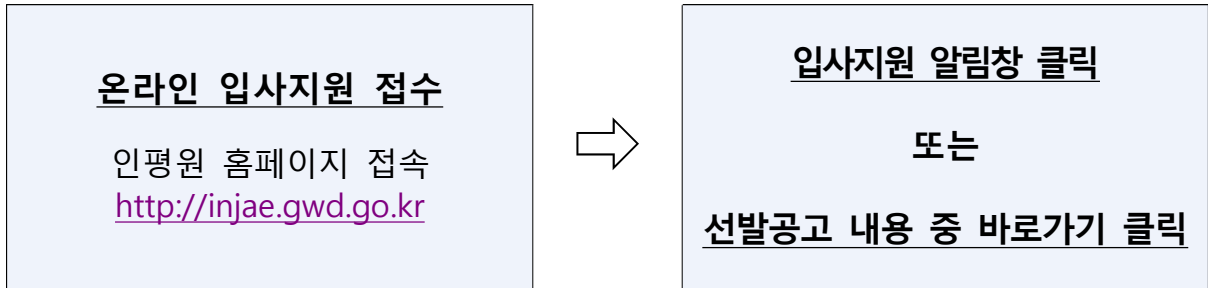 온라인 입사지원 접수
인평원 홈페이지 접속
http://injae.gwd.go.kr
입사지원 알림창 클릭
또는
선발공고 내용 중 바로가기 클릭